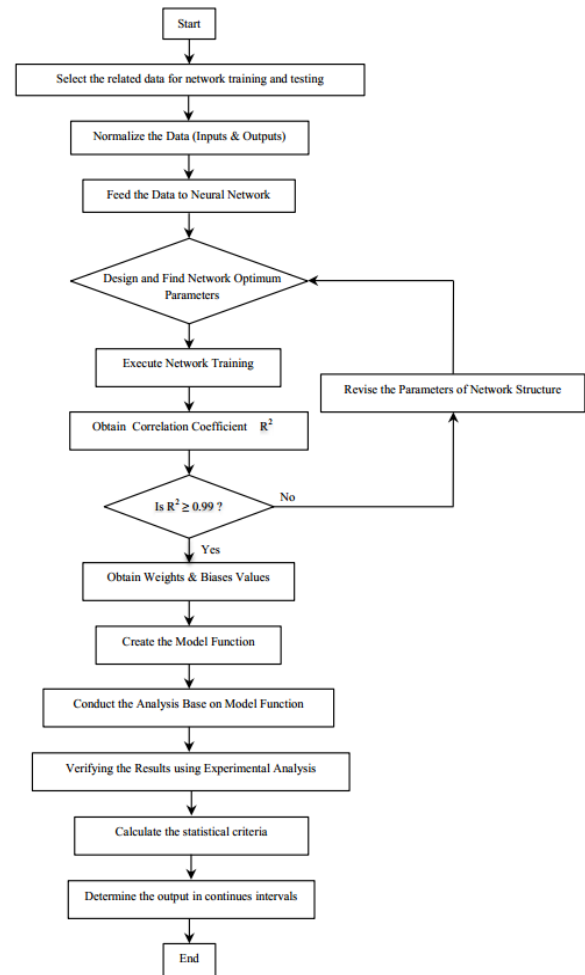 Start
Select the related data for network training and testing
Normalize the Data (Inputs & Outputs)
Feed the Data to Neural Network
Design and Find Network Optimum
Parameters
Execute Network Training
Revise the Parameters of Network Structure
Obtain Correlation Coefficient R²
Is R² ≥ 0.99 ?
No
Yes
Obtain Weights & Biases Values
Create the Model Function
Conduct the Analysis Base on Model Function
Verifying the Results using Experimental Analysis
Calculate the statistical criteria
Determine the output in continues intervals
End